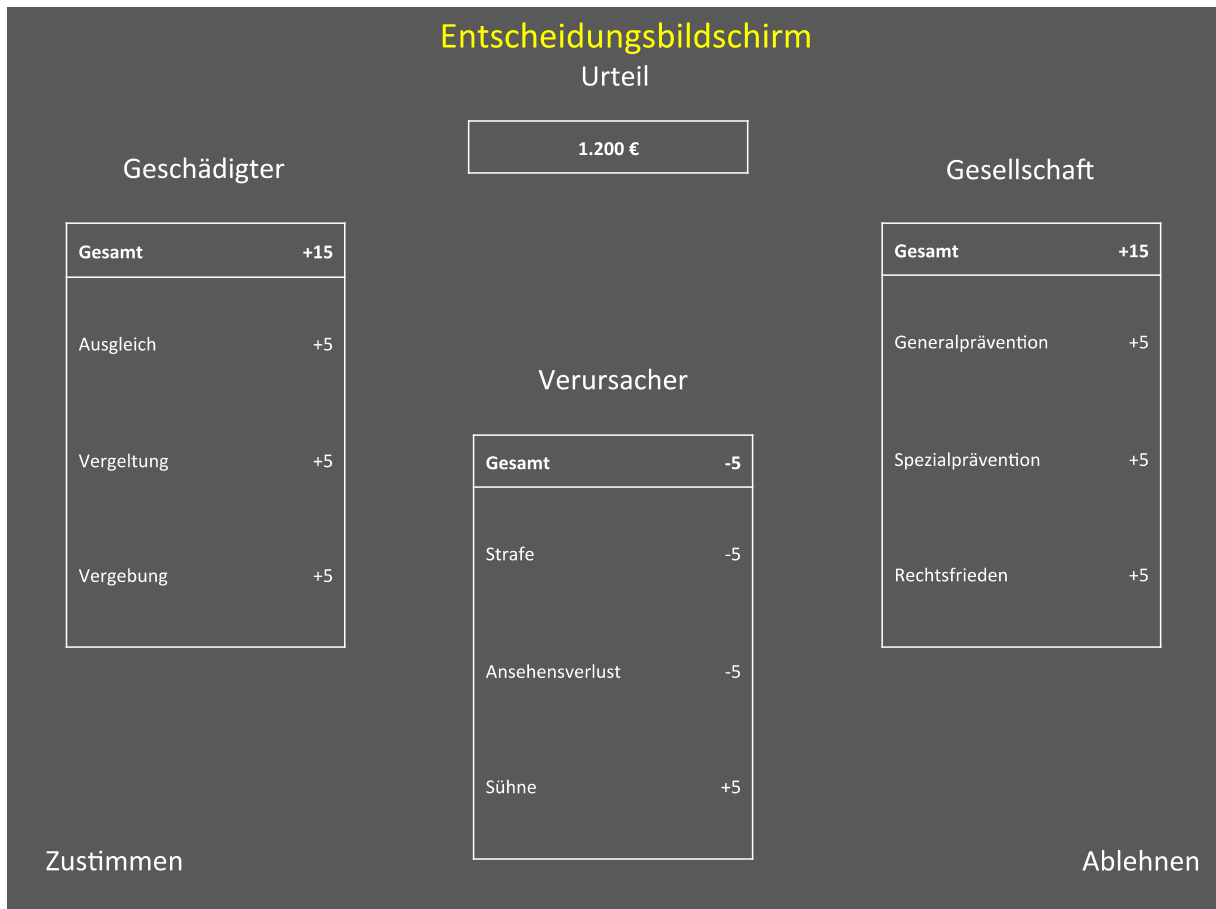 Entscheidungsbildschirm
Urteil
1.200 €
Geschädigter
Gesamt +15
Ausgleich +5
Vergeltung +5
Vergebung +5
Verursacher
Gesamt -5
Strafe -5
Ansehensverlust -5
Sühne +5
Gesellschaft
Gesamt +15
Generalprävention +5
Spezialprävention +5
Rechtsfrieden +5
Zustimmen
Ablehnen